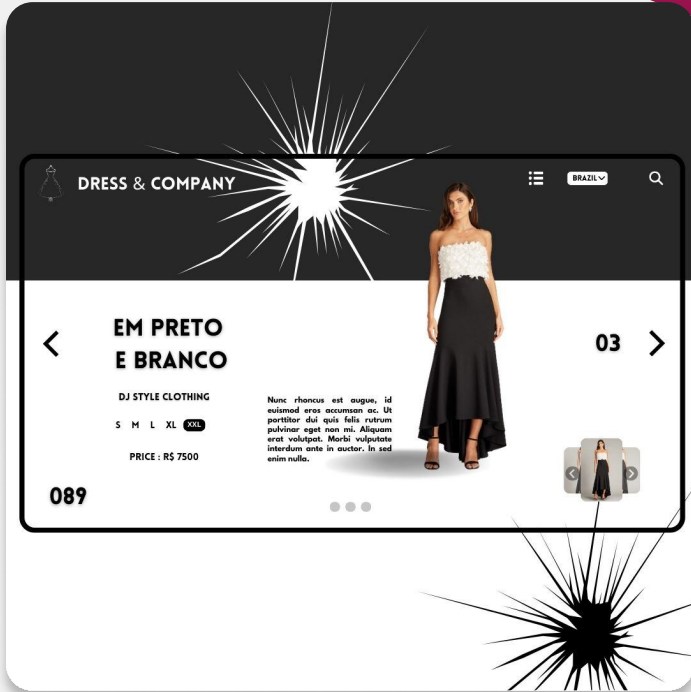 DRESS & COMPANY
BRAZIL
EM PRETO
E BRANCO
03
DJ STYLE CLOTHING
S M L XL XXL
PRICE : R$ 7500
Nunc rhoncus est augue, id
euismod eros accumsan ac. Ut
porttitor dui quis felis rutrum
pulvinar eget non mi. Aliquam
erat volutpat. Morbi vulputate
interdum ante in auctor. In sed
enim nulla.
089